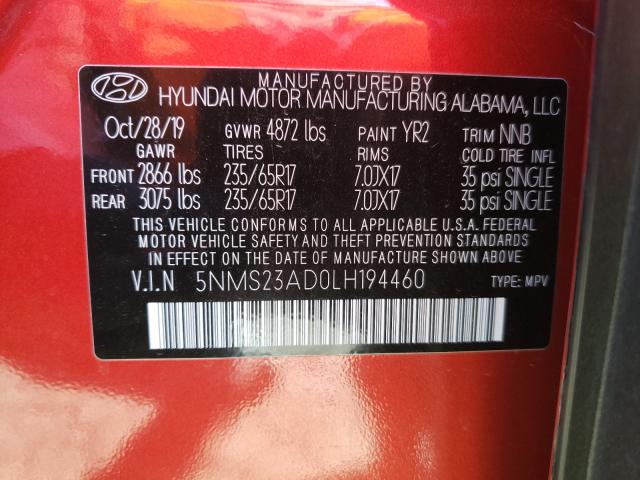 MANUFACTURED BY
HYUNDAI MOTOR MANUFACTURING ALABAMA, LLC
Oct/28/19 GVWR 4872 lbs PAINT YR2 TRIM NNB
GAWR TIRES RIMS COLD TIRE INFL
FRONT 2866 lbs 235/65R17 7.0JX17 35 psi SINGLE
REAR 3075 lbs 235/65R17 7.0JX17 35 psi SINGLE
THIS VEHICLE CONFORMS TO ALL APPLICABLE U.S.A. FEDERAL
MOTOR VEHICLE SAFETY AND THEFT PREVENTION STANDARDS
IN EFFECT ON THE DATE OF MANUFACTURE SHOWN ABOVE.
V.I.N 5NMS23AD0LH194460 TYPE: MPV